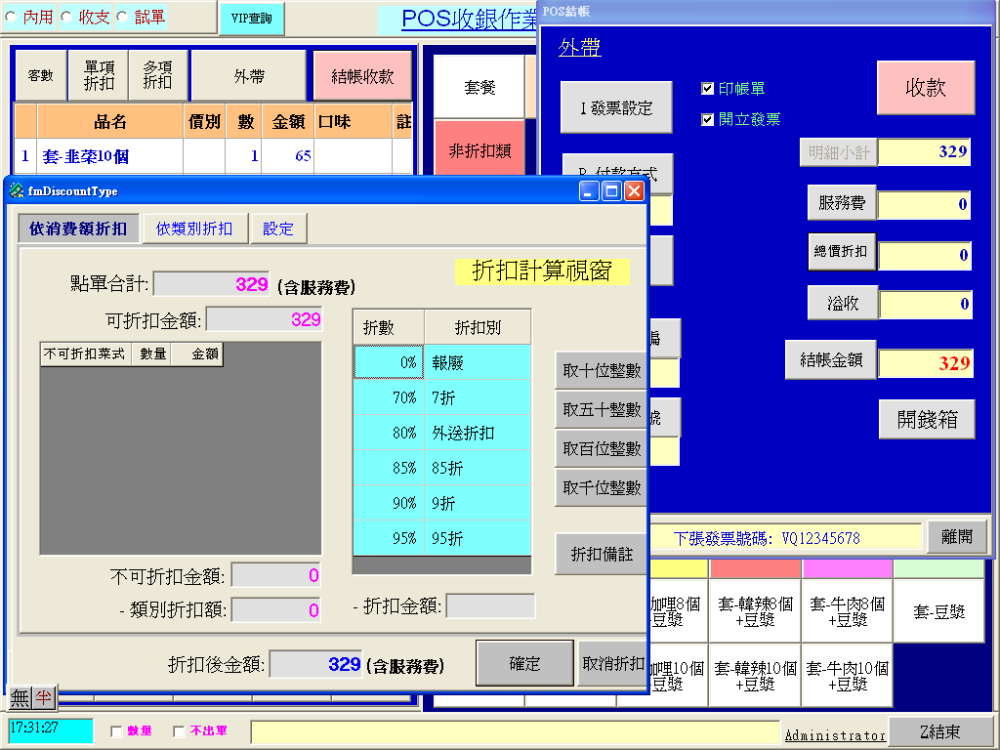 內用 收支 試單
VIP查詢
POS收銀作業
客數
單項
折扣
多項
折扣
外帶
結帳收款
套餐
非折扣類
品名 價別 數 金額 口味 註
1 套-韭菜10個 1 65
POS結帳
外帶
I 發票設定
印帳單
開立發票
收款
明細小計 329
服務費 0
總價折扣 0
溢收 0
結帳金額 329
開錢箱
下張發票號碼: VQ12345678
離開
fmDiscountType
依消費額折扣 依類別折扣 設定
點單合計: 329 (含服務費)
可折扣金額: 329
不可折扣菜式 數量 金額
折扣計算視窗
折數 折扣別
0% 報廢
70% 7折
80% 外送折扣
85% 85折
90% 9折
95% 95折
取十位整數
取五十整數
取百位整數
取千位整數
折扣備註
不可折扣金額: 0
- 類別折扣額: 0
- 折扣金額:
折扣後金額: 329 (含服務費)
確定
取消折扣
咖哩8個
+豆漿
套-韓辣8個
+豆漿
套-牛肉8個
+豆漿
套-豆漿
咖哩10個
+豆漿
套-韓辣10個
+豆漿
套-牛肉10個
+豆漿
無 半
17:31:27
數量
不出單
Administrator
Z結束